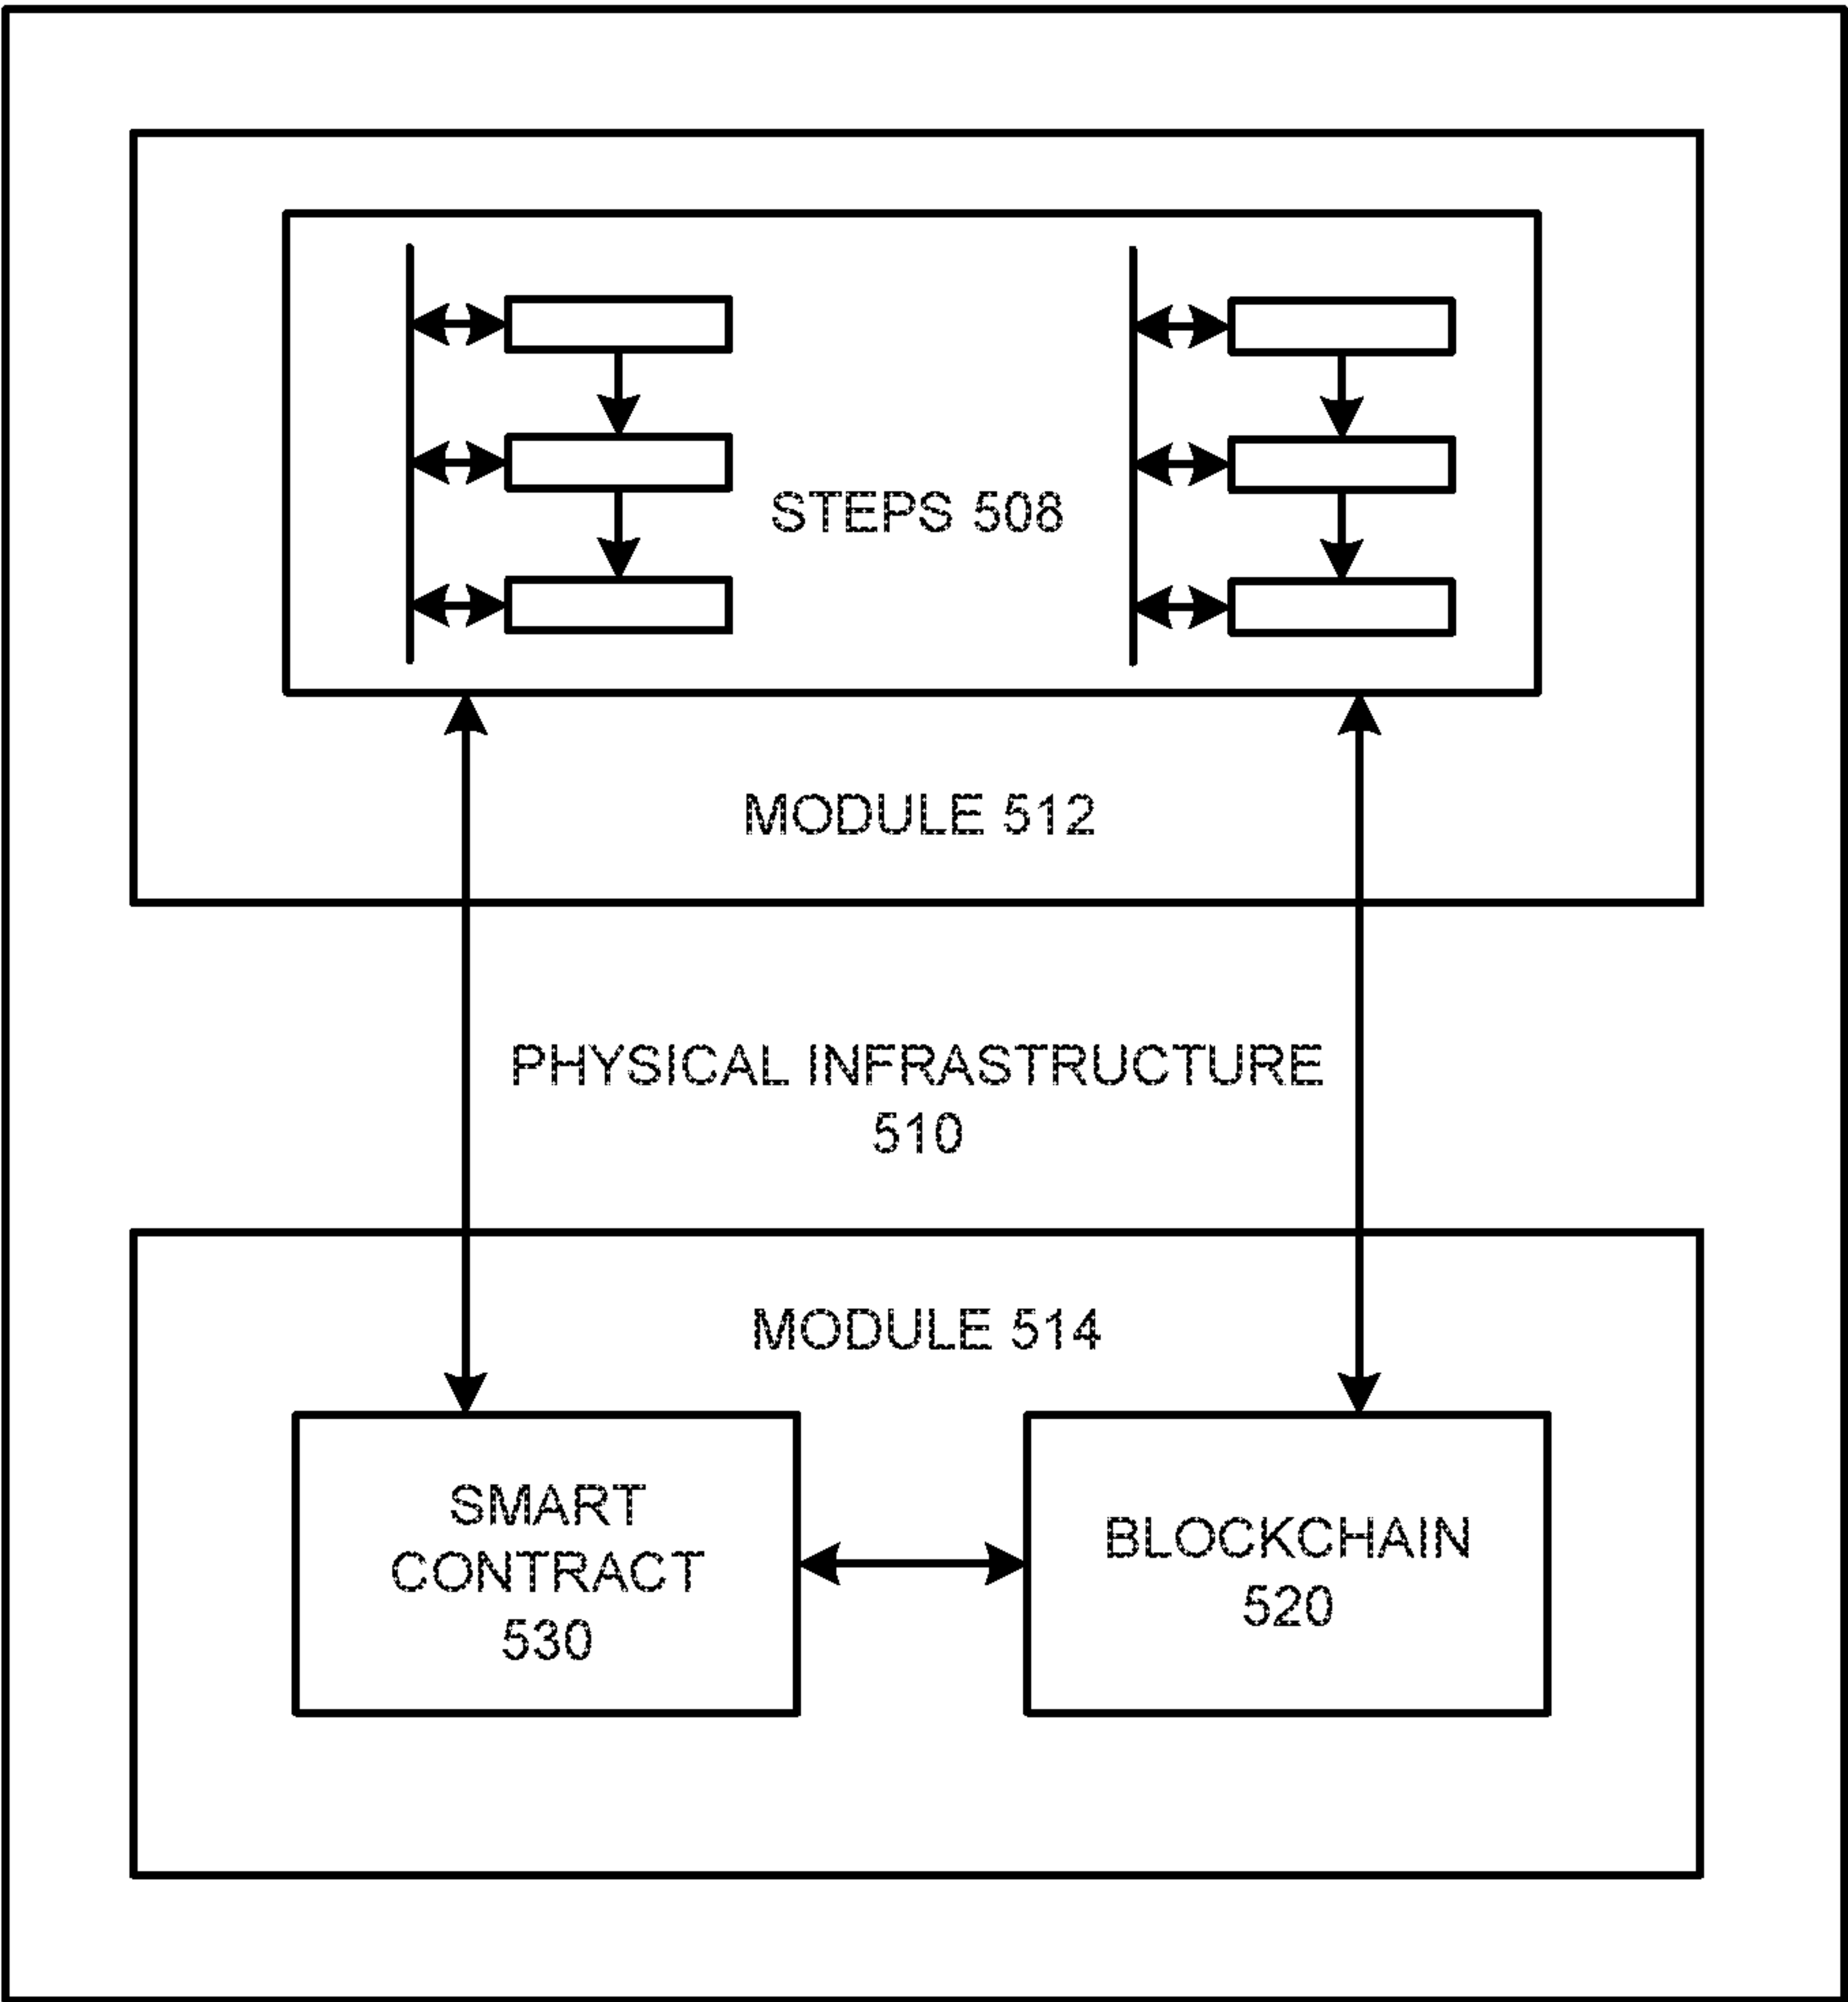 STEPS 508
MODULE 512
PHYSICAL INFRASTRUCTURE
510
MODULE 514
SMART
CONTRACT
530
BLOCKCHAIN
520